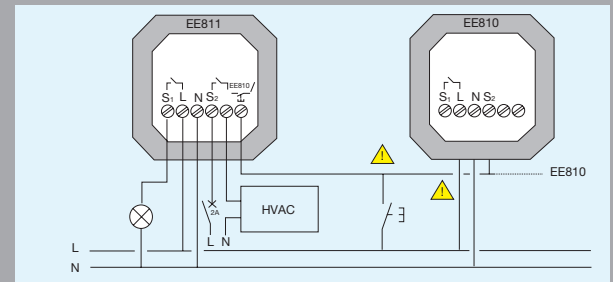 EE811 EE810
EE810
S1 L N S2
S1 L N S2
! !
EE810
2A
HVAC
L N
L
N